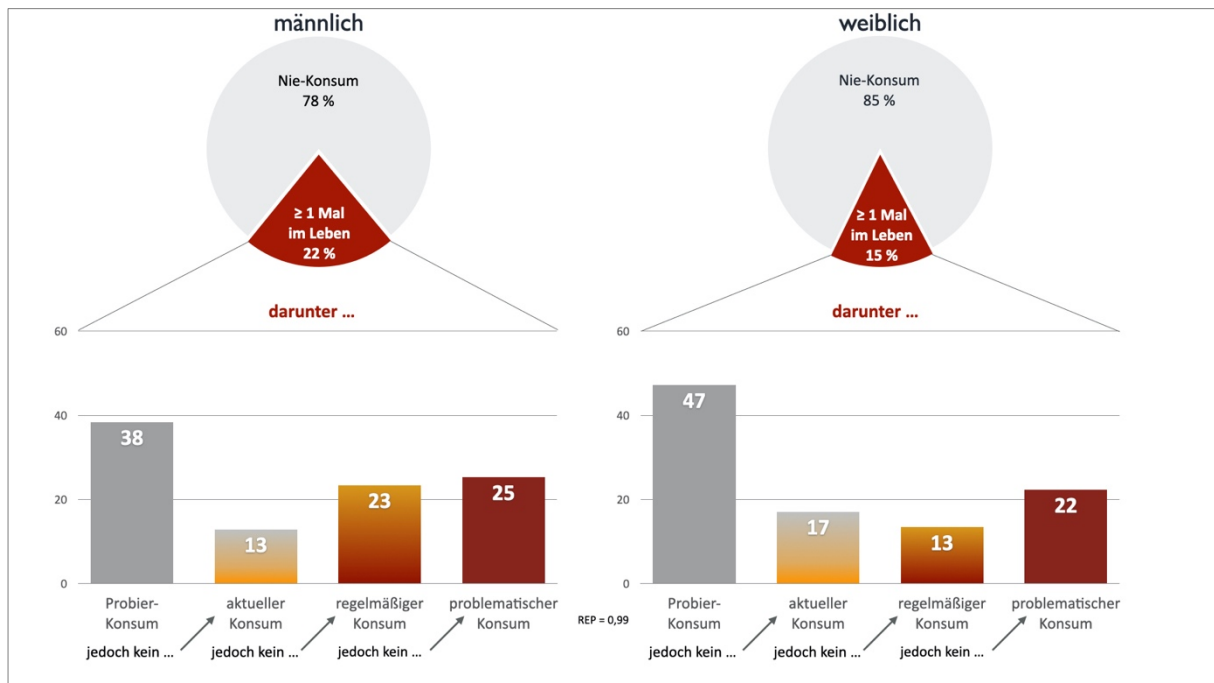 männlich
Nie-Konsum
78 %
≥ 1 Mal
im Leben
22 %
darunter ...
60
40
20
0
38
13
23
25
Probier-
Konsum
aktueller
Konsum
regelmäßiger
Konsum
problematischer
Konsum
jedoch kein ...
jedoch kein ...
jedoch kein ...
REP = 0,99
weiblich
Nie-Konsum
85 %
≥ 1 Mal
im Leben
15 %
darunter ...
60
40
20
0
47
17
13
22
Probier-
Konsum
aktueller
Konsum
regelmäßiger
Konsum
problematischer
Konsum
jedoch kein ...
jedoch kein ...
jedoch kein ...